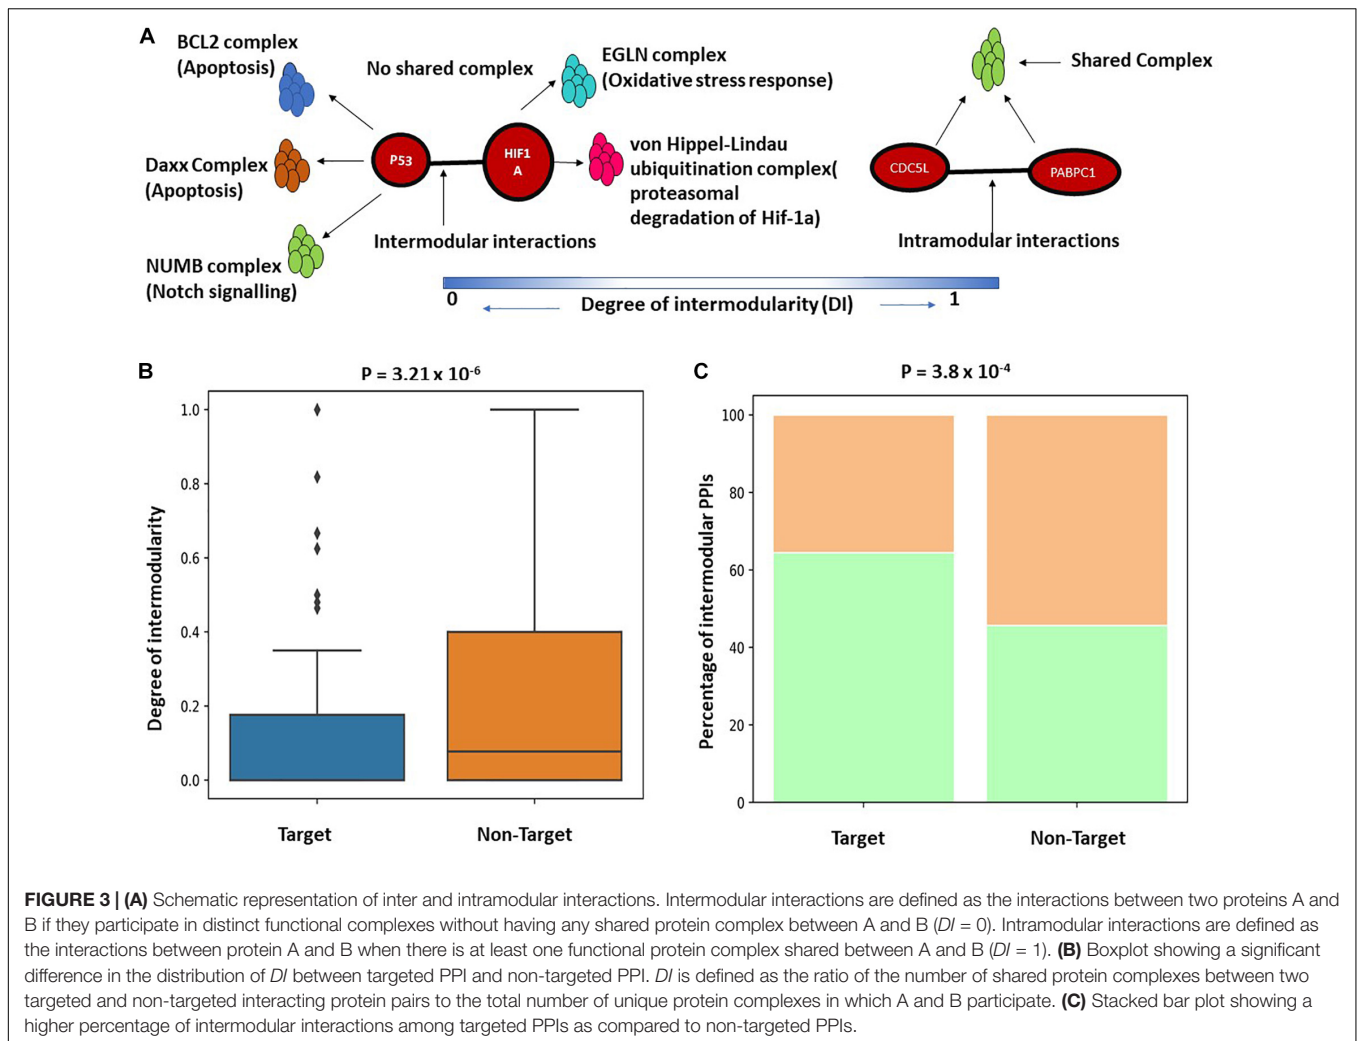 A
BCL2 complex
(Apoptosis)
No shared complex
EGLN complex
(Oxidative stress response)
Shared Complex
Daxx Complex
(Apoptosis)
P53
HIF1
A
von Hippel-Lindau
ubiquitination complex(
proteasomal
degradation of Hif-1a)
CDC5L
PABPC1
NUMB complex
(Notch signalling)
Intermodular interactions
Intramodular interactions
0
Degree of intermodularity (DI)
1
B
P = 3.21 x 10-6
Degree of intermodularity
1.0
0.8
0.6
0.4
0.2
0.0
Target
Non-Target
C
P = 3.8 x 10-4
Percentage of intermodular PPIs
100
80
60
40
20
0
Target
Non-Target
FIGURE 3 | (A) Schematic representation of inter and intramodular interactions. Intermodular interactions are defined as the interactions between two proteins A and
B if they participate in distinct functional complexes without having any shared protein complex between A and B (DI = 0). Intramodular interactions are defined as
the interactions between protein A and B when there is at least one functional protein complex shared between A and B (DI = 1). (B) Boxplot showing a significant
difference in the distribution of DI between targeted PPI and non-targeted PPI. DI is defined as the ratio of the number of shared protein complexes between two
targeted and non-targeted interacting protein pairs to the total number of unique protein complexes in which A and B participate. (C) Stacked bar plot showing a
higher percentage of intermodular interactions among targeted PPIs as compared to non-targeted PPIs.